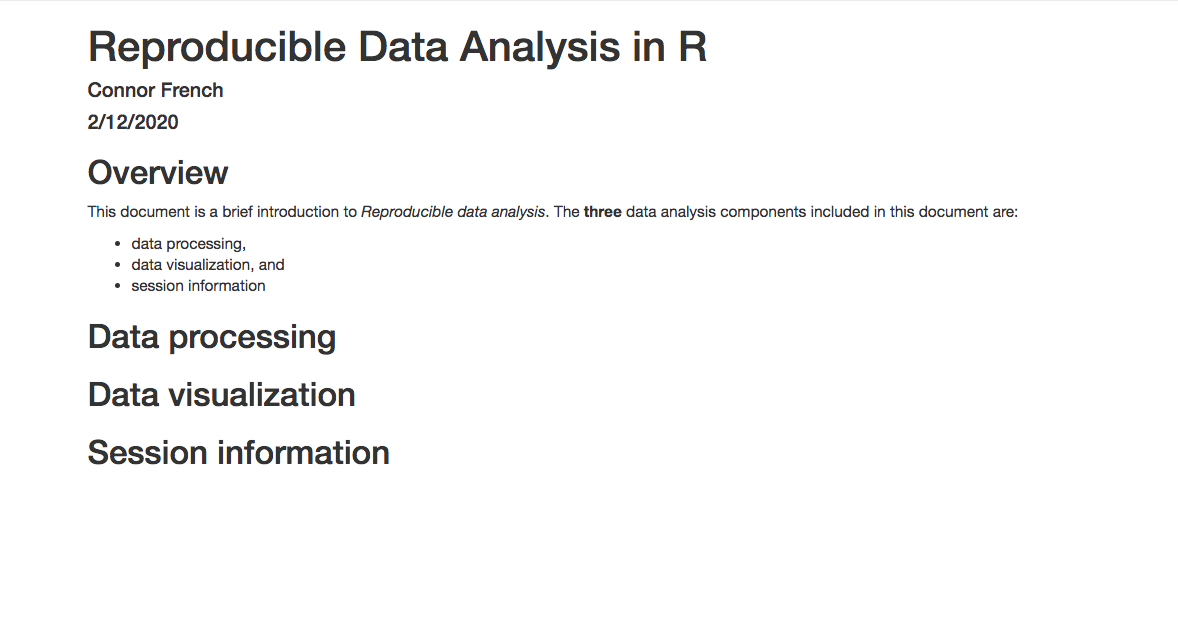 Reproducible Data Analysis in R
Connor French
2/12/2020
Overview
This document is a brief introduction to Reproducible data analysis. The three data analysis components included in this document are:
• data processing,
• data visualization, and
• session information
Data processing
Data visualization
Session information